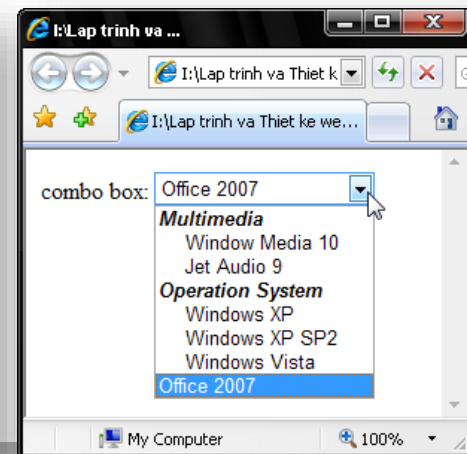 I:\Lap trinh va ...
I:\Lap trinh va Thiet k
I:\Lap trinh va Thiet ke we...
combo box: Office 2007
Multimedia
Window Media 10
Jet Audio 9
Operation System
Windows XP
Windows XP SP2
Windows Vista
Office 2007
My Computer 100%